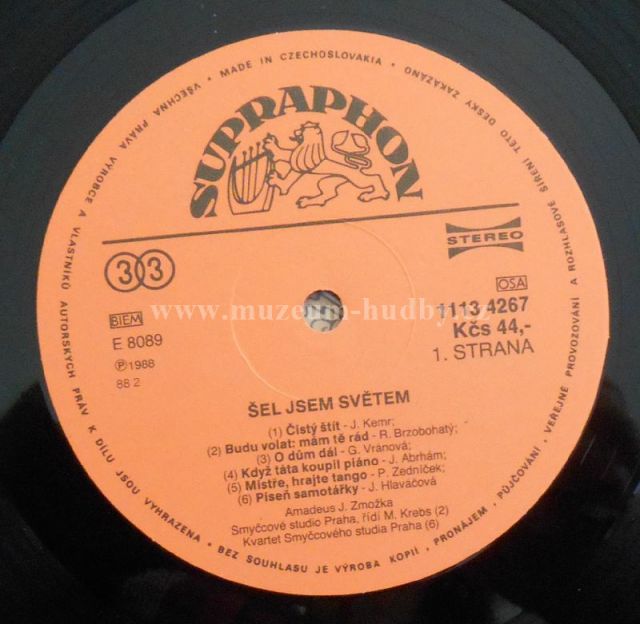 VŠECHNA PRÁVA VÝROBCE A VLASTNÍKŮ AUTORSKÝCH PRÁV K DÍLU JSOU VYHRAZENA • BEZ SOUHLASU JE VÝROBA KOPIÍ, PRONÁJEM, PŮJČOVÁNÍ, VEŘEJNÉ PROVOZOVÁNÍ A ROZHLASOVÉ ŠÍŘENÍ TÉTO DESKY ZAKÁZÁNO • MADE IN CZECHOSLOVAKIA •
SUPRAPHON
STEREO
33
OSA
www.muzeum-hudby.cz
BIEM
1113 4267
E 8089
Kčs 44,-
Ⓟ1988
1. STRANA
88 2
ŠEL JSEM SVĚTEM
(1) Čistý štít - J. Kemr;
(2) Budu volat: mám tě rád - R. Brzobohatý;
(3) O dům dál - G. Vránová;
(4) Když táta koupil piáno - J. Abrhám;
(5) Mistře, hrajte tango - P. Zedníček;
(6) Píseň samotářky - J. Hlaváčová
Amadeus J. Zmožka
Smyčcové studio Praha, řídí M. Krebs (2)
Kvartet Smyčcového studia Praha (6)